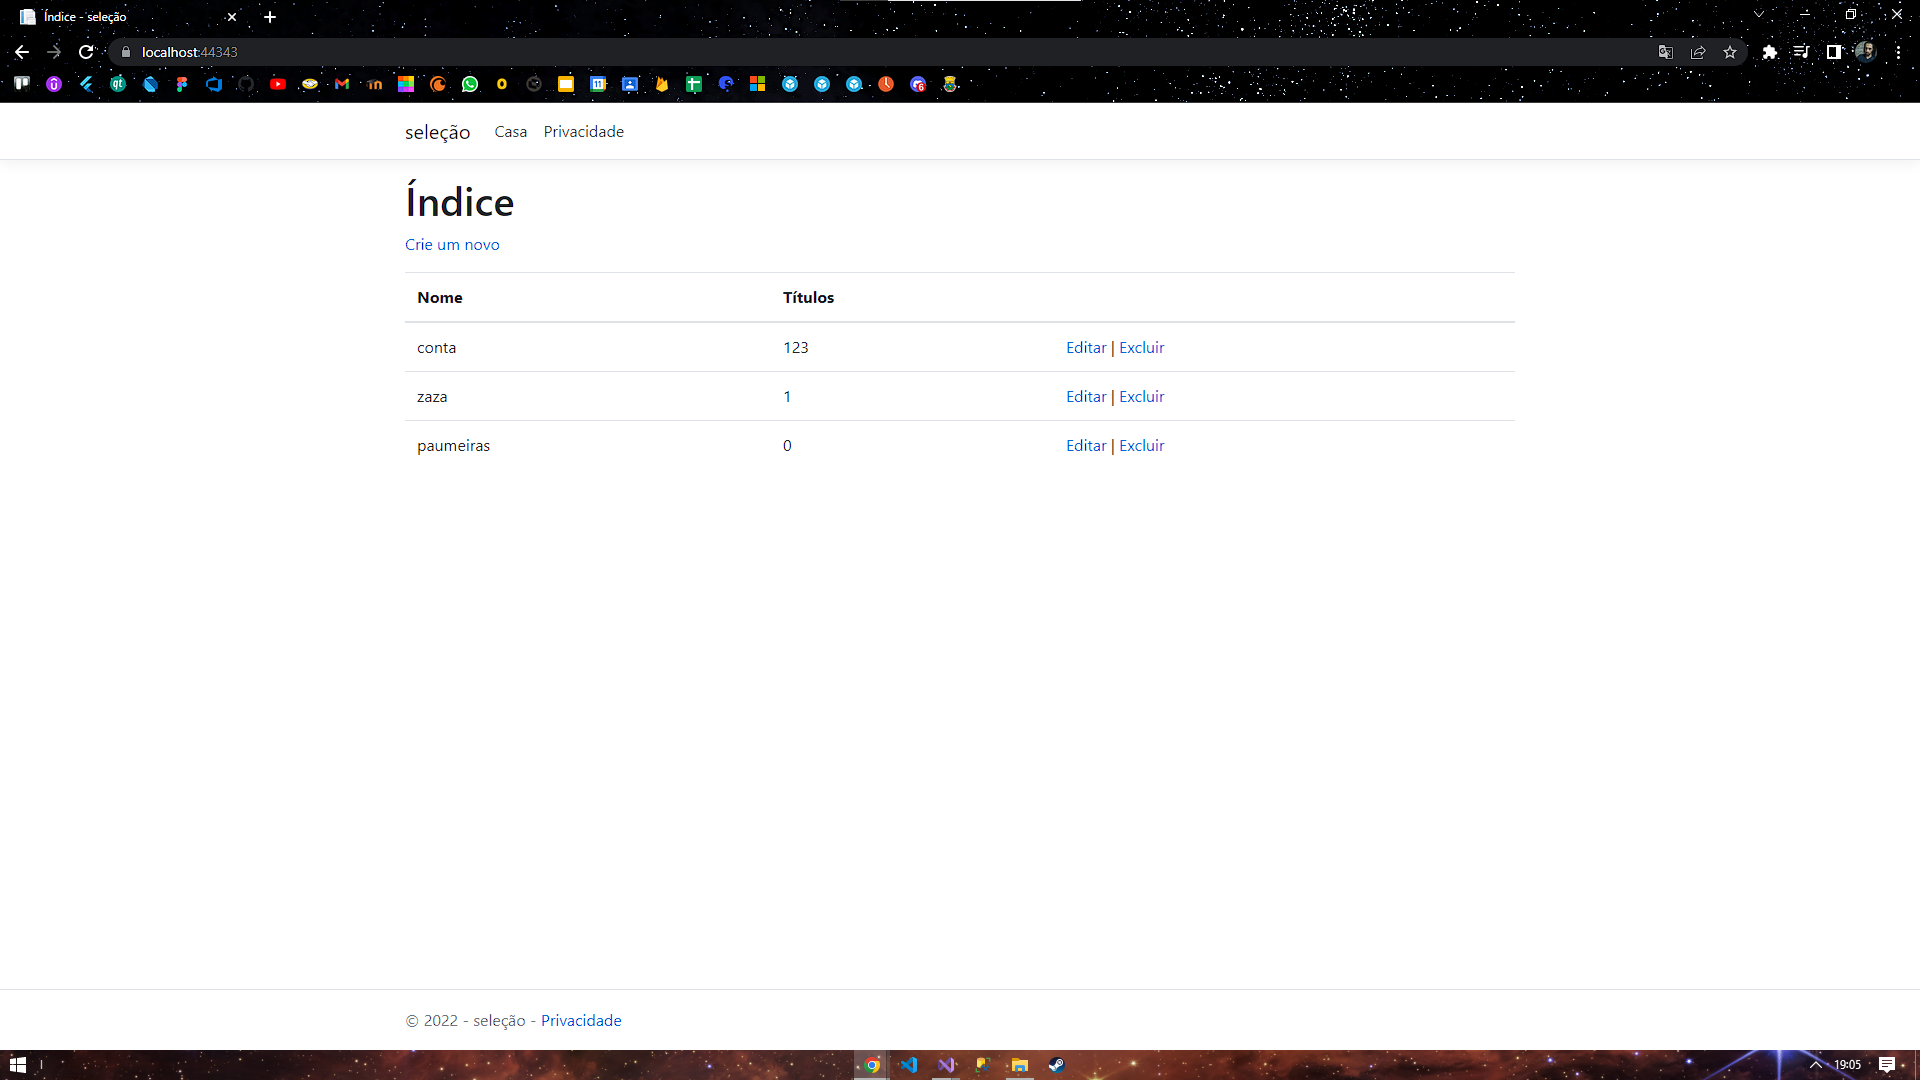 Índice - seleção
localhost:44343
seleção Casa Privacidade
Índice
Crie um novo
Nome Títulos
conta 123 Editar | Excluir
zaza 1 Editar | Excluir
paumeiras 0 Editar | Excluir
© 2022 - seleção - Privacidade
19:05